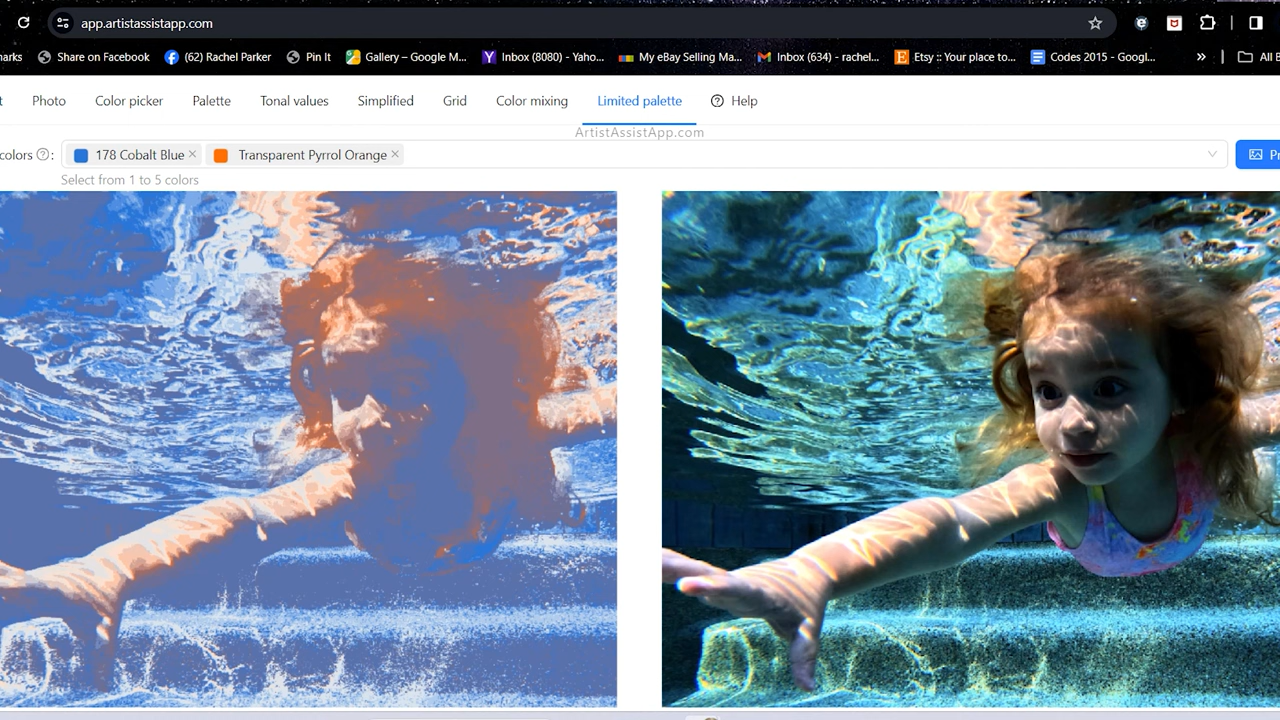 app.artistassistapp.com
arks Share on Facebook (62) Rachel Parker Pin It Gallery – Google M... Inbox (8080) - Yaho... My eBay Selling Ma... Inbox (634) - rachel... Etsy :: Your place to... Codes 2015 - Googl... » All B
t Photo Color picker Palette Tonal values Simplified Grid Color mixing Limited palette Help
ArtistAssistApp.com
colors : 178 Cobalt Blue Transparent Pyrrol Orange Pr
Select from 1 to 5 colors